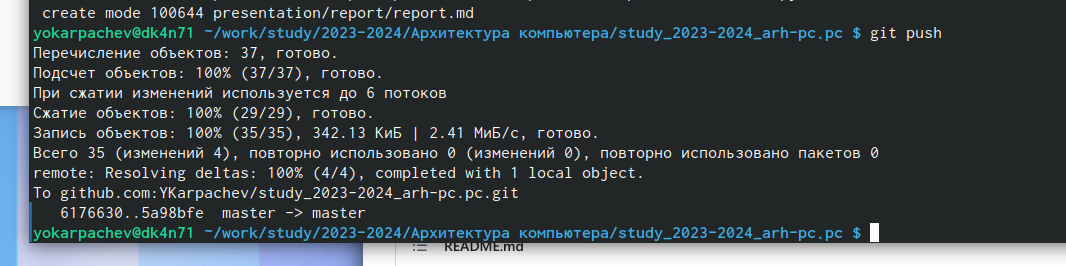 create mode 100644 presentation/report/report.md
yokarpachev@dk4n71 ~/work/study/2023-2024/Архитектура компьютера/study_2023-2024_arh-pc.pc $ git push
Перечисление объектов: 37, готово.
Подсчет объектов: 100% (37/37), готово.
При сжатии изменений используется до 6 потоков
Сжатие объектов: 100% (29/29), готово.
Запись объектов: 100% (35/35), 342.13 КиБ | 2.41 МиБ/с, готово.
Всего 35 (изменений 4), повторно использовано 0 (изменений 0), повторно использовано пакетов 0
remote: Resolving deltas: 100% (4/4), completed with 1 local object.
To github.com:YKarpachev/study_2023-2024_arh-pc.pc.git
6176630..5a98bfe  master -> master
yokarpachev@dk4n71 ~/work/study/2023-2024/Архитектура компьютера/study_2023-2024_arh-pc.pc $
README.md